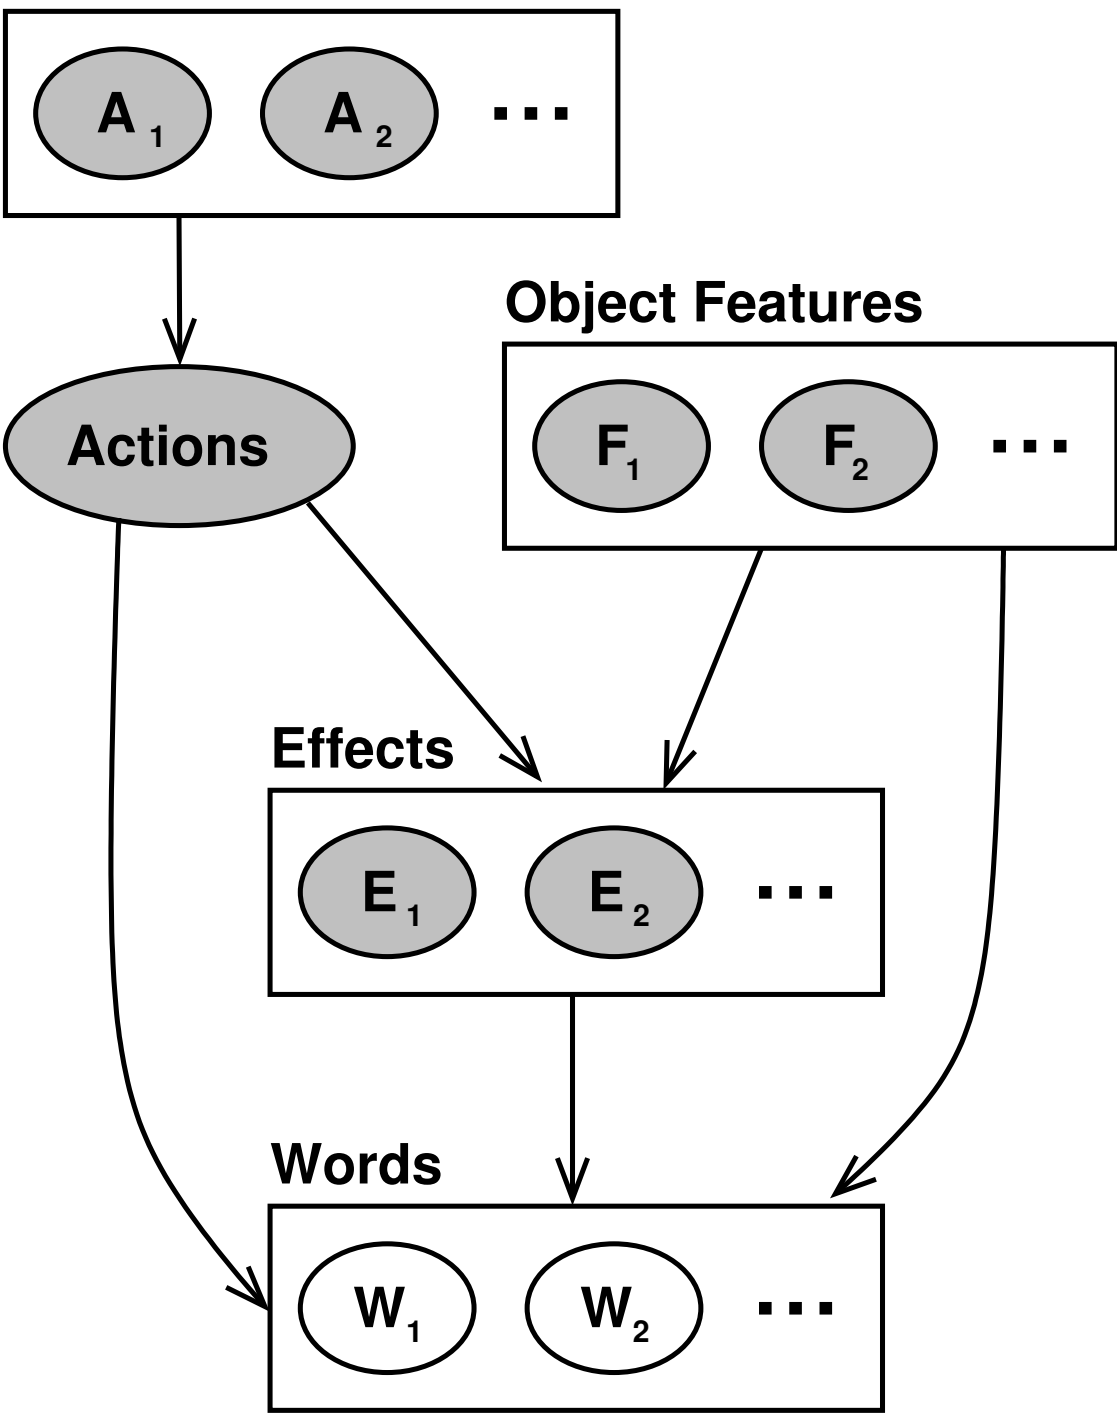 A1 A2 ...
Object Features
Actions
F1 F2 ...
Effects
E1 E2 ...
Words
W1 W2 ...